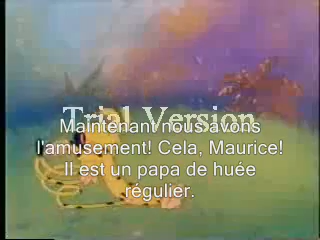 Trial Version
Maintenant nous avons
l'amusement! Cela, Maurice!
Il est un papa de huée
régulier.